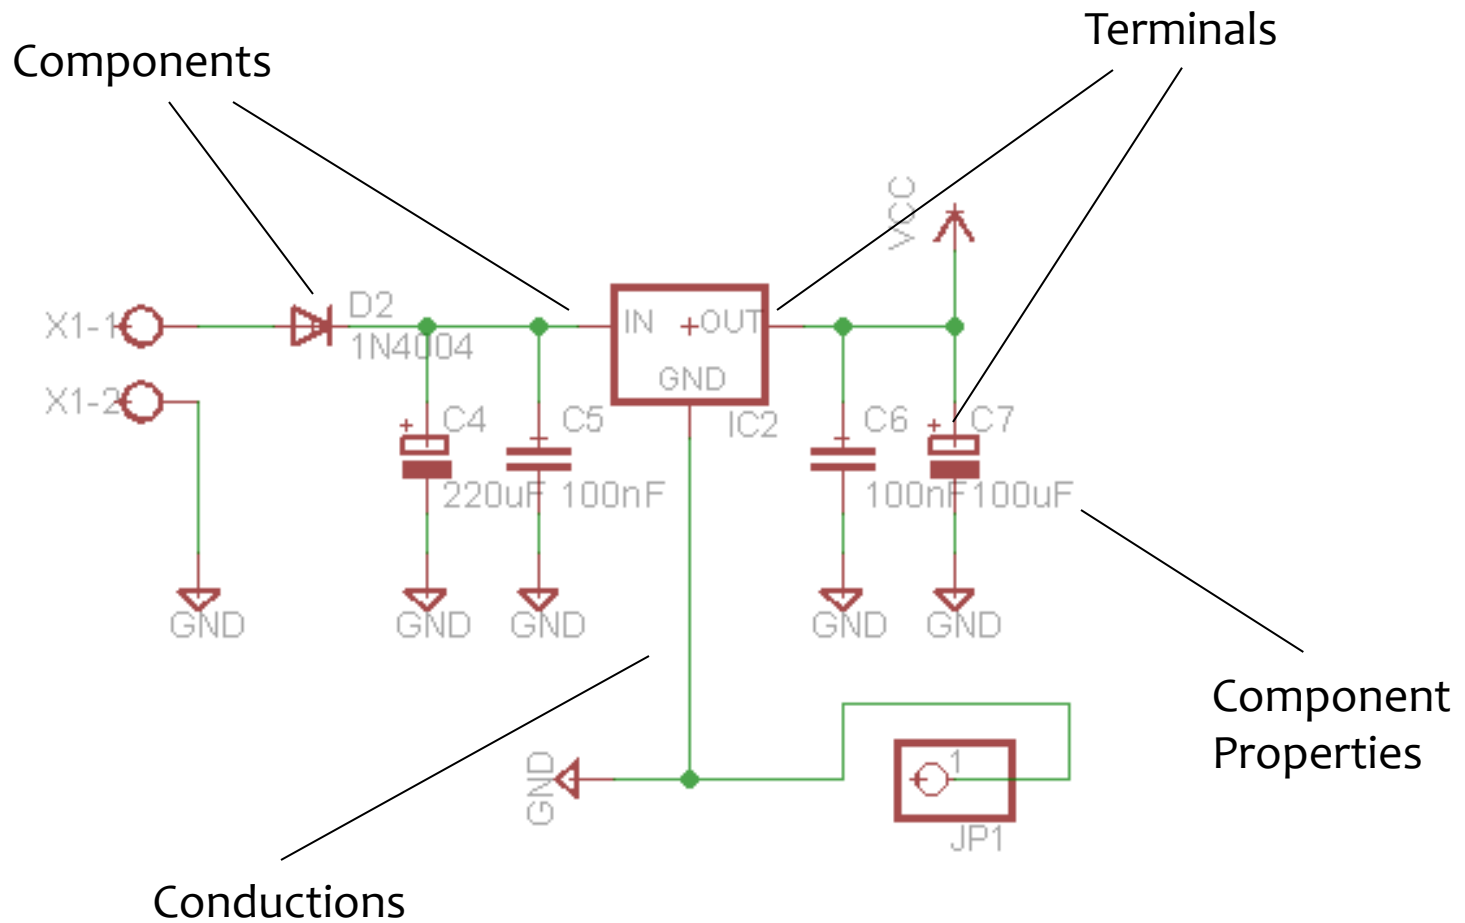 Terminals
Components
VCC
D2
X1-1
1N4004
IN
+OUT
GND
X1-2
C4
C5
IC2
C6
C7
+
+
220uF
100nF
100nF
100uF
GND
GND
GND
GND
GND
Component
Properties
GND
1
JP1
Conductions